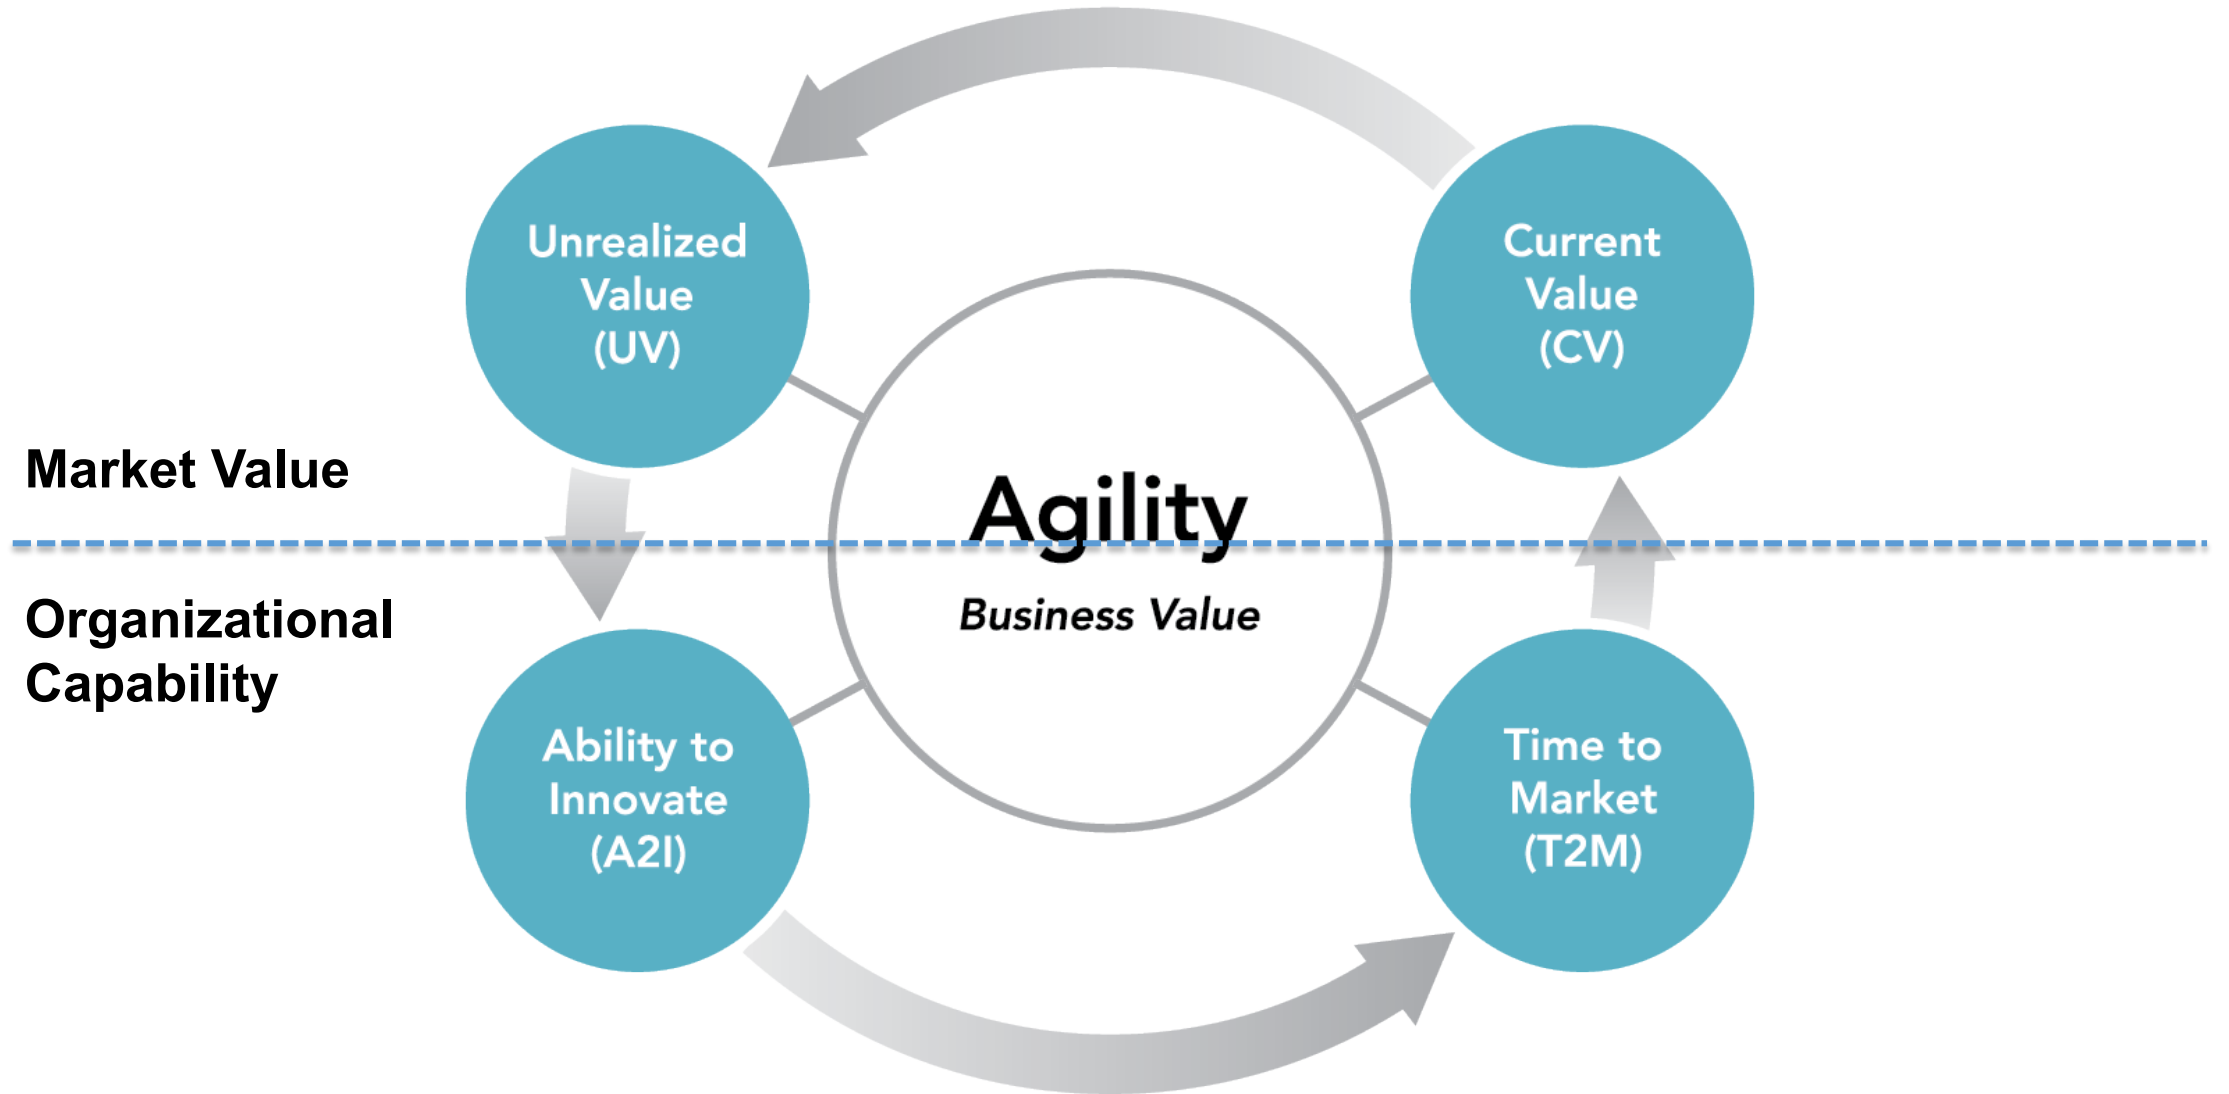 Unrealized
Value
(UV)
Current
Value
(CV)
Market Value
Agility
Business Value
Organizational
Capability
Ability to
Innovate
(A2I)
Time to
Market
(T2M)